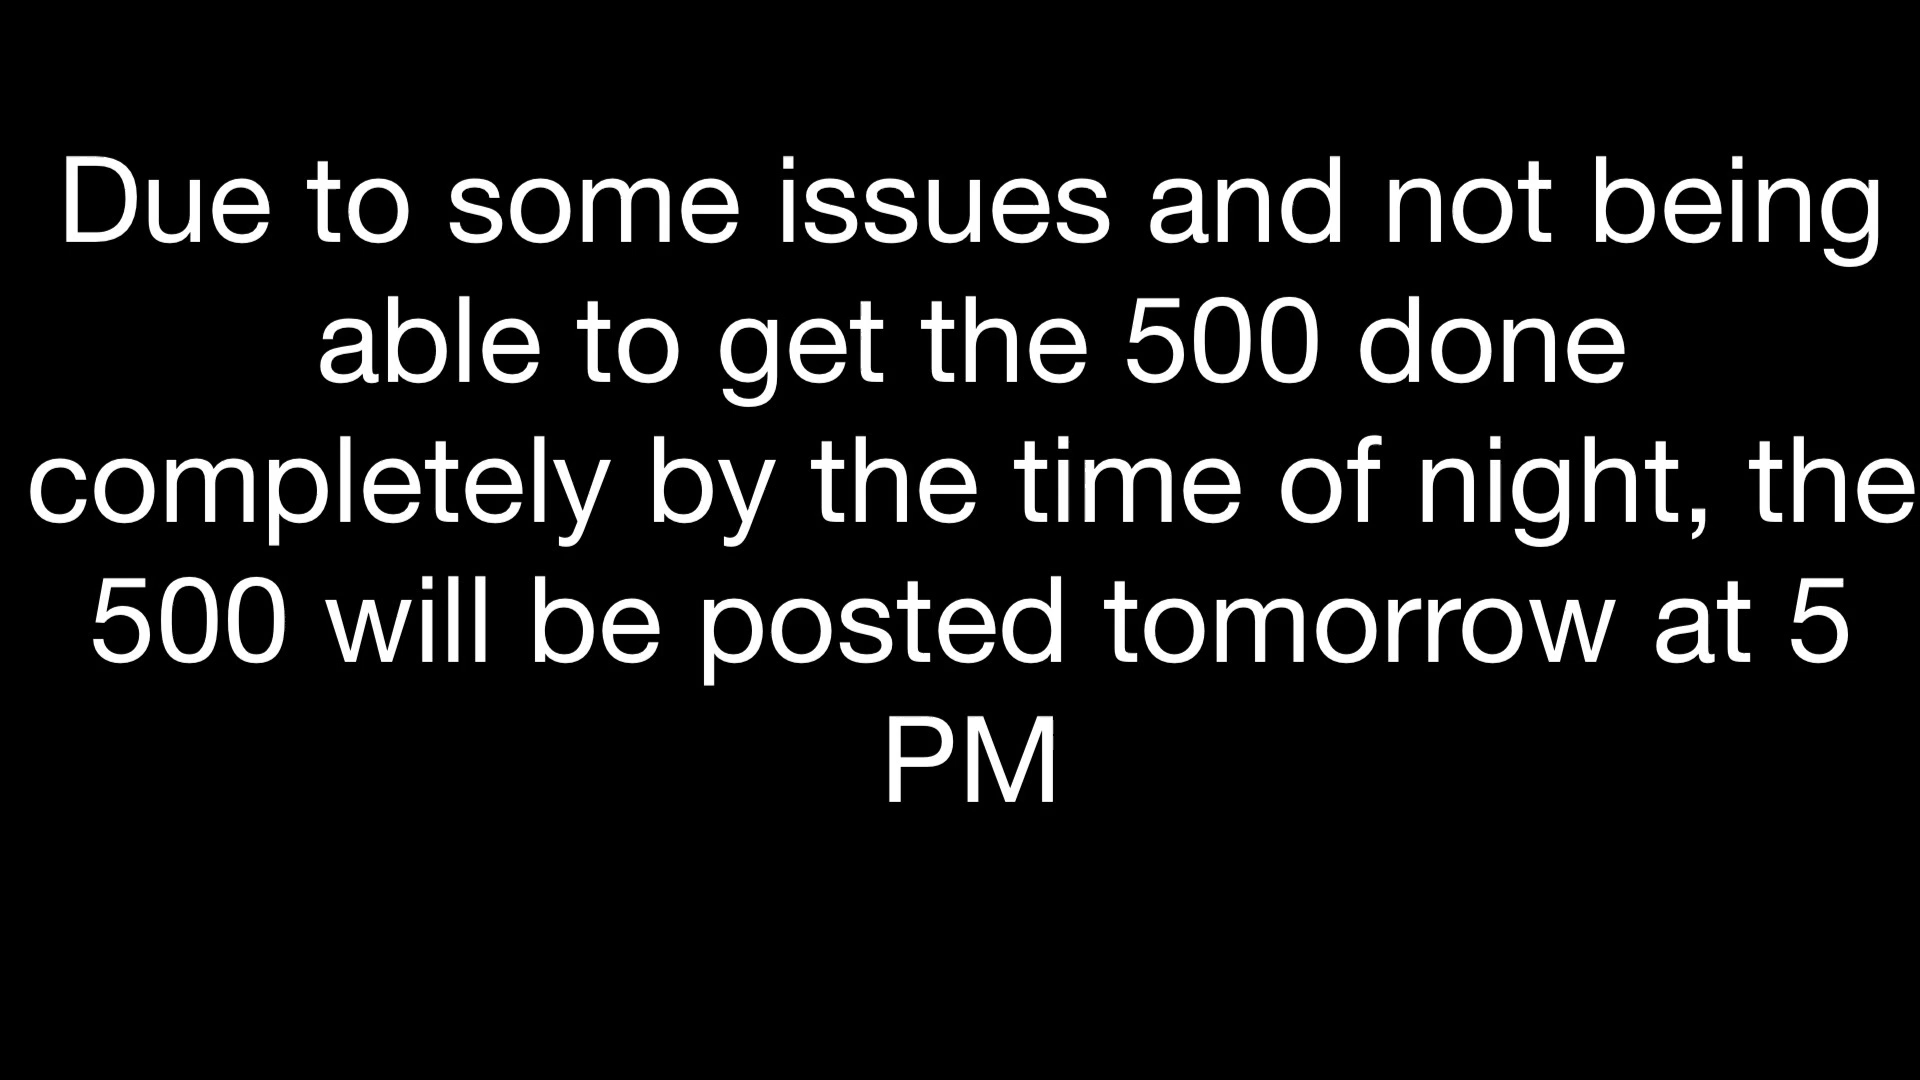 Due to some issues and not being
able to get the 500 done
completely by the time of night, the
500 will be posted tomorrow at 5
PM